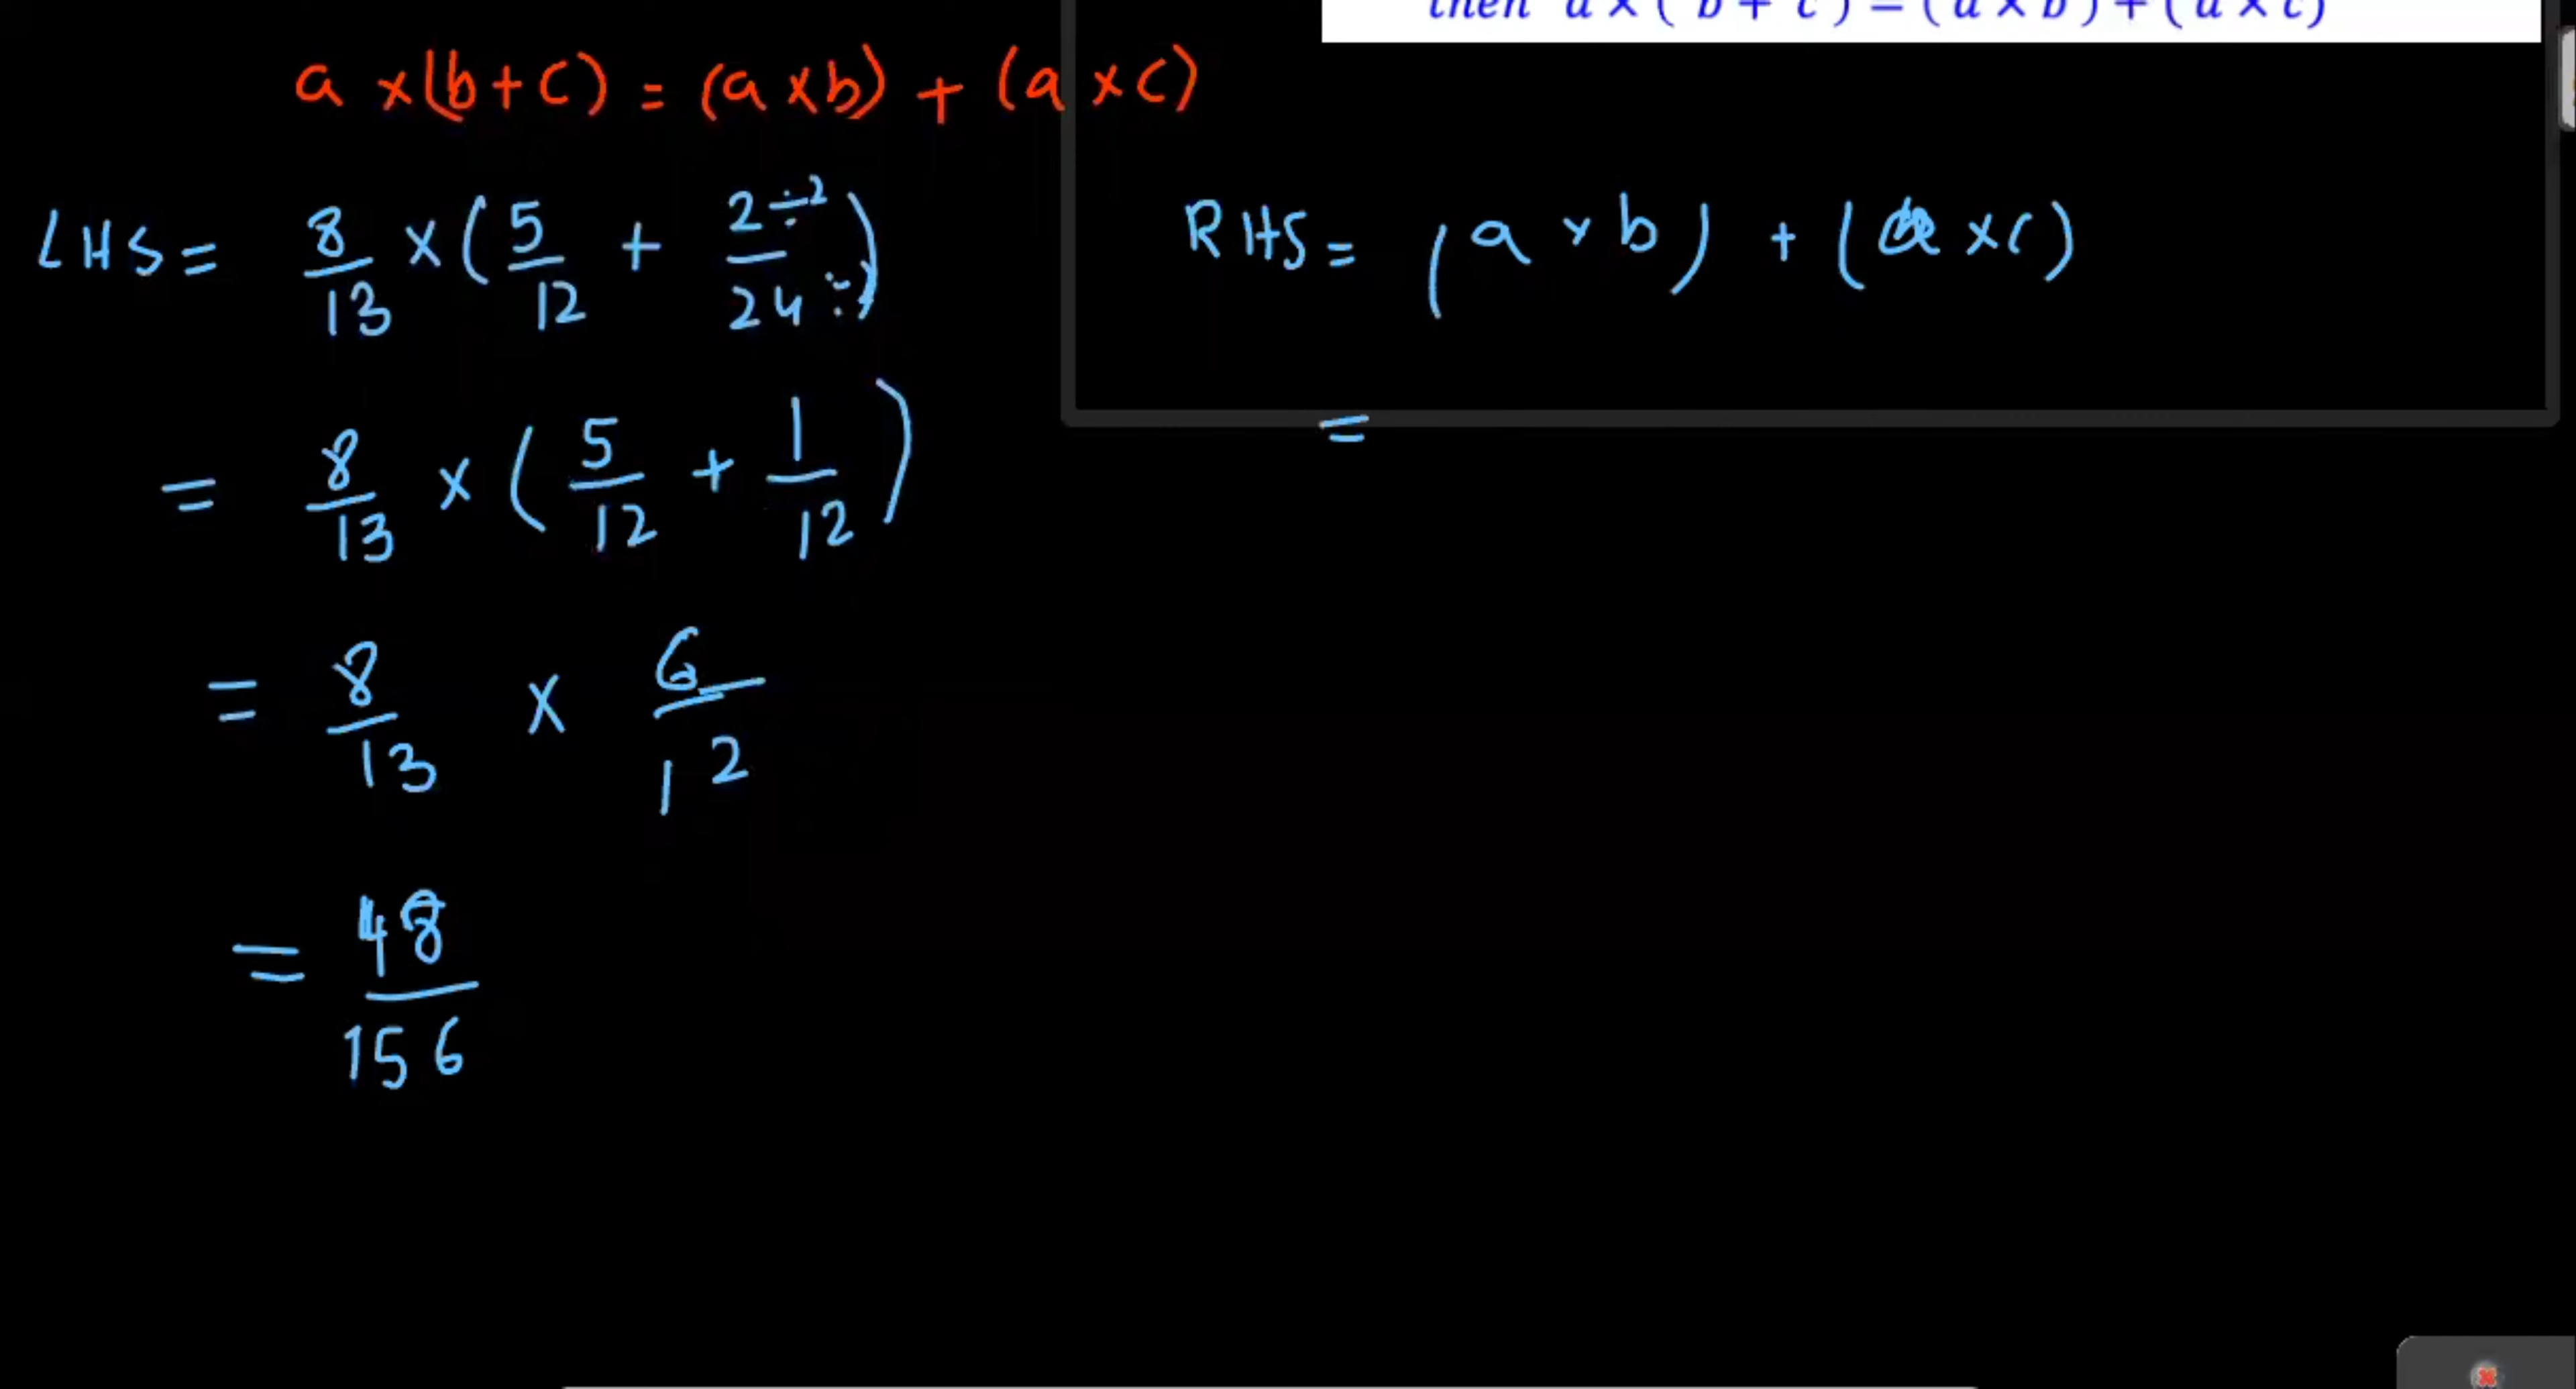 then a × ( b + c ) = ( a × b ) + ( a × c )
a × (b + c) = (a × b) + (a × c)
LHS = 8/13 × (5/12 + 2÷2/24÷)
RHS = (a × b) + (a × c)
= 8/13 × (5/12 + 1/12)
=
= 8/13 × 6/12
= 48/156